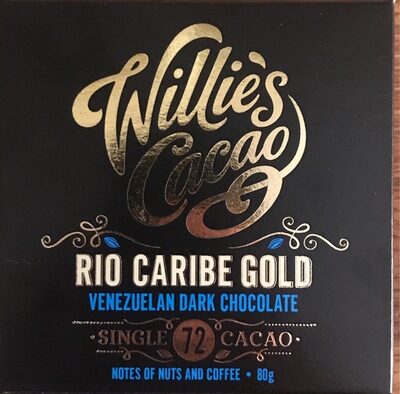 Willie's
Cacao
RIO CARIBE GOLD
VENEZUELAN DARK CHOCOLATE
· SINGLE 72 CACAO ·
NOTES OF NUTS AND COFFEE • 80g